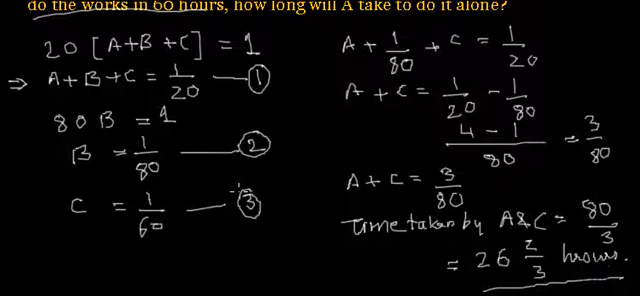 do the works in 60 hours, how long will A take to do it alone?
20 [A+B+C] = 1
⇒ A+B+C = 1/20 — ①
80B = 1
B = 1/80 — ②
C = 1/60 — ③
A + 1/80 + C = 1/20
A + C = 1/20 - 1/80
4 - 1 / 80 = 3/80
A + C = 3/80
Time taken by A&C = 80/3
= 26 2/3 hours.